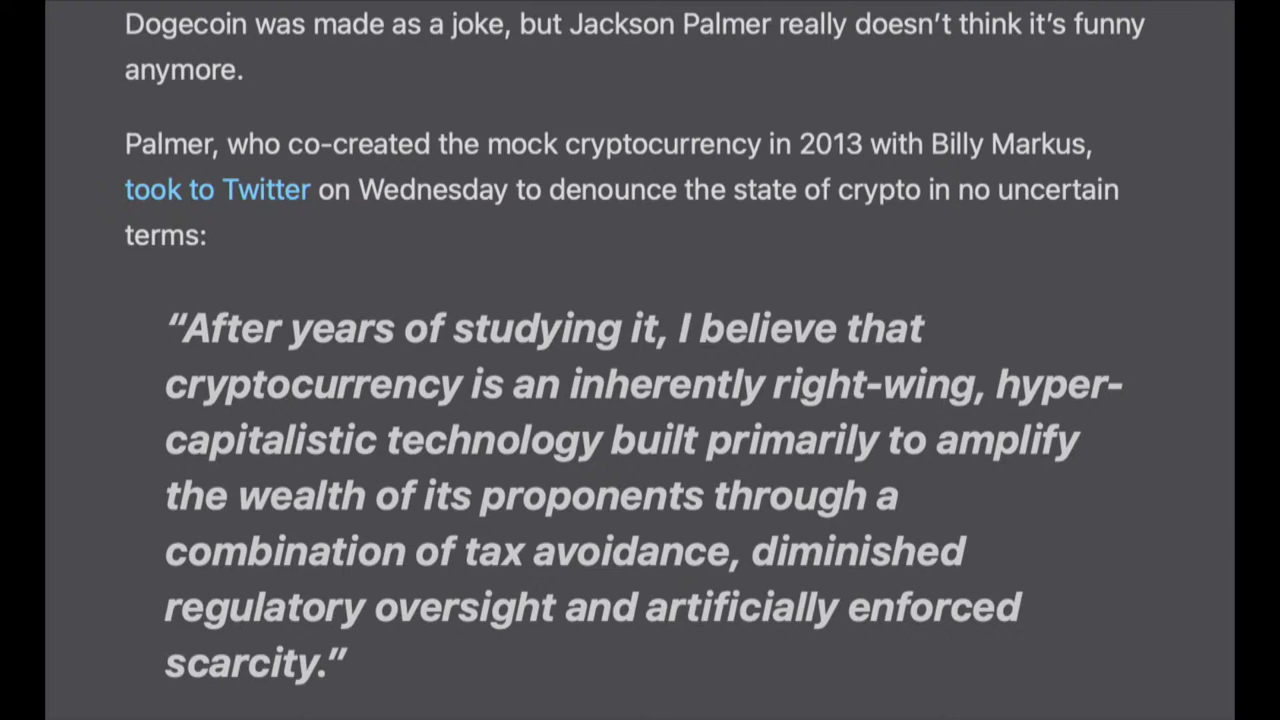 Dogecoin was made as a joke, but Jackson Palmer really doesn’t think it’s funny
anymore.
Palmer, who co-created the mock cryptocurrency in 2013 with Billy Markus,
took to Twitter on Wednesday to denounce the state of crypto in no uncertain
terms:
“After years of studying it, I believe that
cryptocurrency is an inherently right-wing, hyper-
capitalistic technology built primarily to amplify
the wealth of its proponents through a
combination of tax avoidance, diminished
regulatory oversight and artificially enforced
scarcity.”